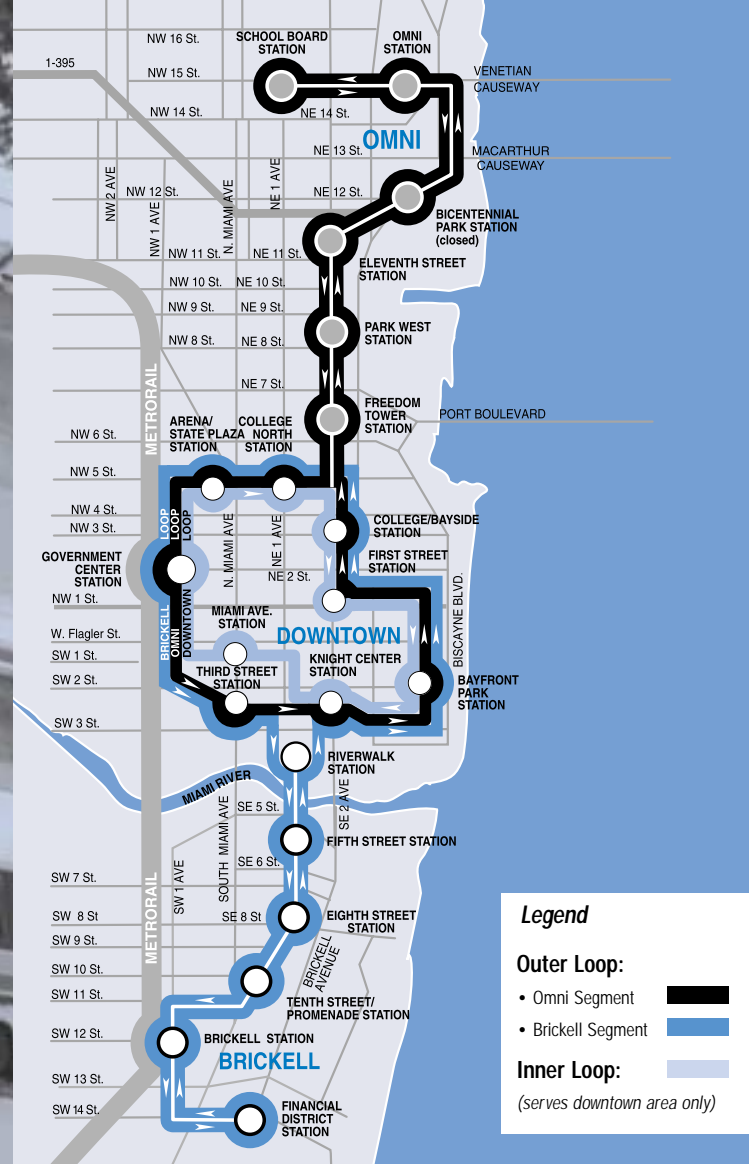 NW 16 St.
SCHOOL BOARD
STATION
OMNI
STATION
1-395
NW 15 St.
VENETIAN
CAUSEWAY
NW 14 St.
NE 14 St.
OMNI
NE 13 St.
MACARTHUR
CAUSEWAY
NW 2 AVE
NW 1 AVE
N. MIAMI AVE
NE 1 AVE
NW 12 St.
NE 12 St.
BICENTENNIAL
PARK STATION
(closed)
NW 11 St.
NE 11 St.
ELEVENTH STREET
STATION
NW 10 St.
NE 10 St.
NW 9 St.
NE 9 St.
PARK WEST
STATION
NW 8 St.
NE 8 St.
NE 7 St.
METRORAIL
FREEDOM
TOWER
STATION
PORT BOULEVARD
ARENA/
STATE PLAZA
STATION
COLLEGE
NORTH
STATION
NW 6 St.
NW 5 St.
NW 4 St.
NW 3 St.
LOOP
LOOP
LOOP
N. MIAMI AVE
NE 1 AVE
COLLEGE/BAYSIDE
STATION
GOVERNMENT
CENTER
STATION
FIRST STREET
STATION
NE 2 St.
NW 1 St.
BRICKELL
OMNI
DOWNTOWN
MIAMI AVE.
STATION
DOWNTOWN
BISCAYNE BLVD.
W. Flagler St.
SW 1 St.
KNIGHT CENTER
STATION
THIRD STREET
STATION
SW 2 St.
BAYFRONT
PARK
STATION
SW 3 St.
RIVERWALK
STATION
MIAMI RIVER
SE 2 AVE
SE 5 St.
SOUTH MIAMI AVE
FIFTH STREET STATION
SE 6 St.
SW 1 AVE
SW 7 St.
SW 8 St
SE 8 St
EIGHTH STREET
STATION
METRORAIL
SW 9 St.
BRICKELL
AVENUE
SW 10 St.
SW 11 St.
TENTH STREET/
PROMENADE STATION
SW 12 St.
BRICKELL STATION
BRICKELL
SW 13 St.
SW 14 St.
FINANCIAL
DISTRICT
STATION
Legend
Outer Loop:
• Omni Segment
• Brickell Segment
Inner Loop:
(serves downtown area only)